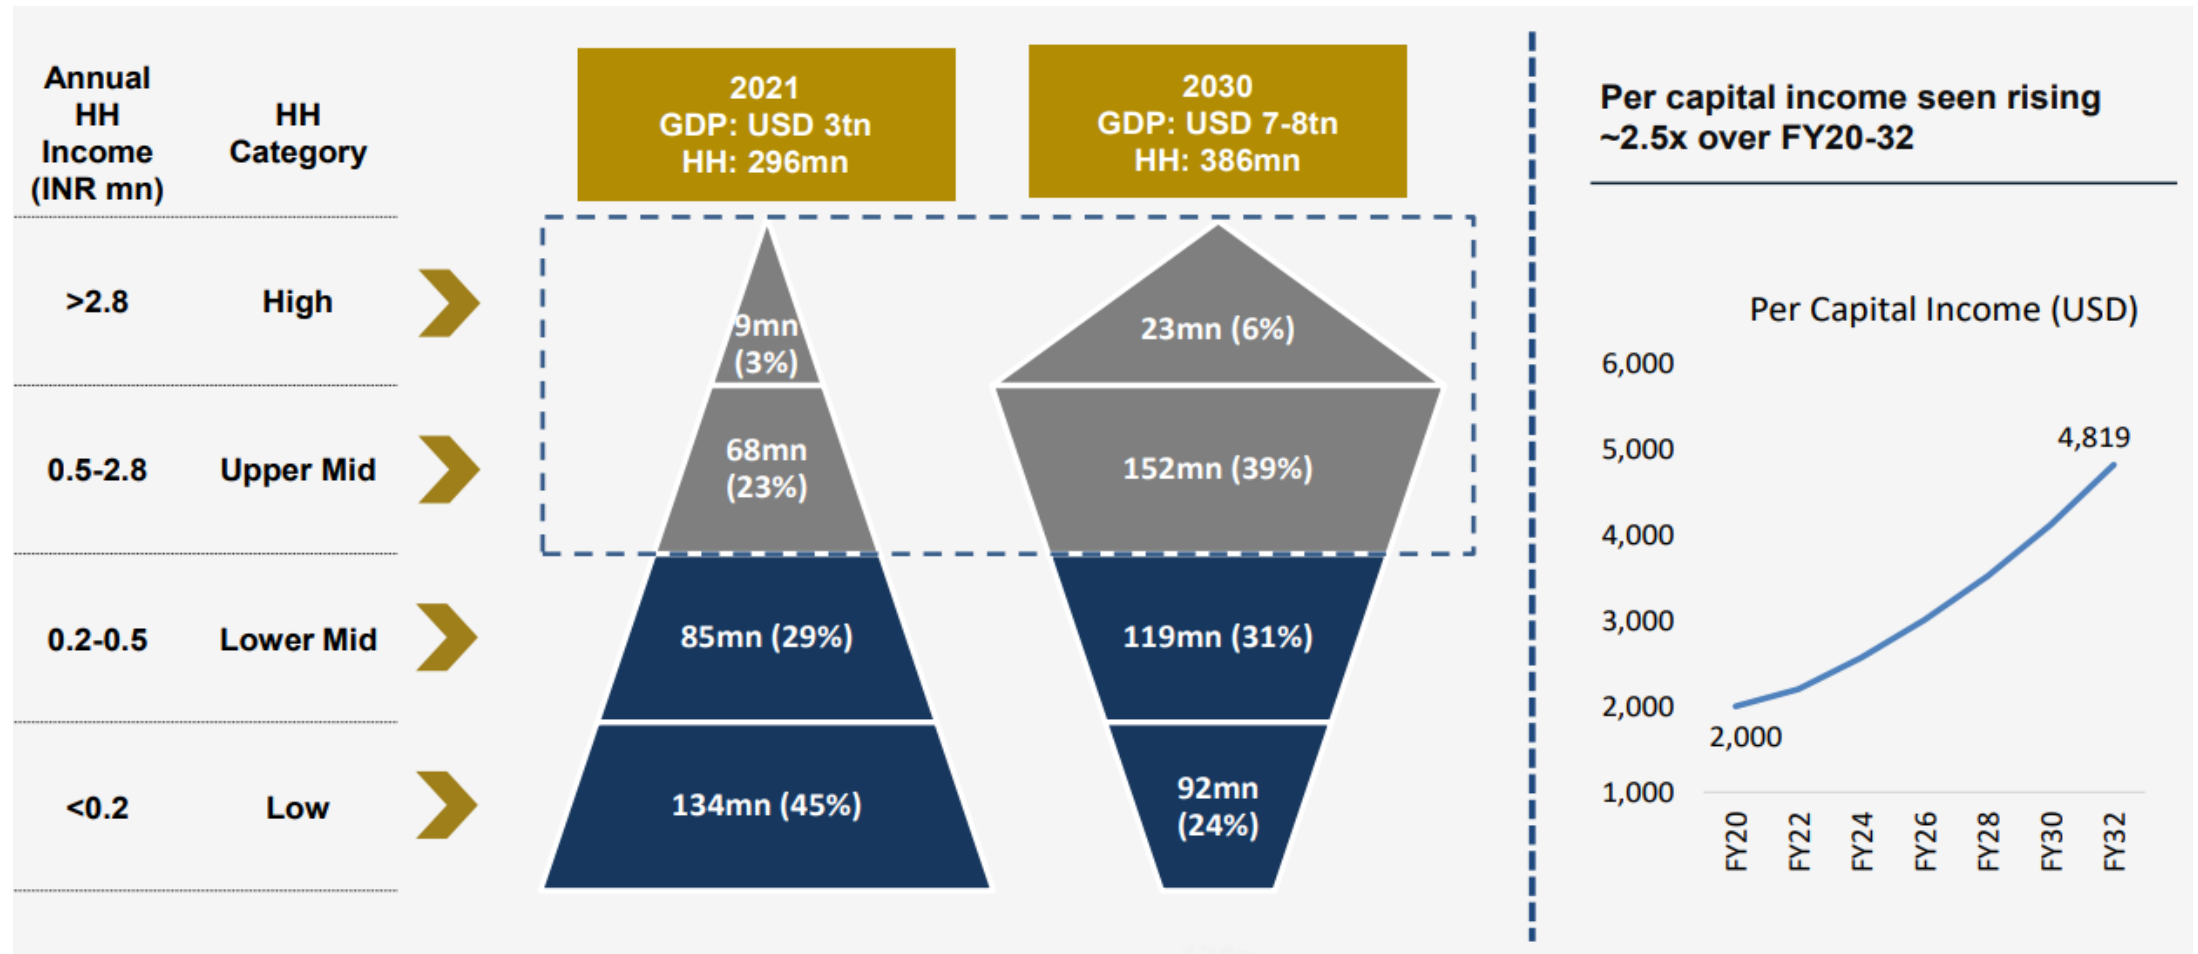 Annual
HH
Income
(INR mn)
HH
Category
2021
GDP: USD 3tn
HH: 296mn
2030
GDP: USD 7-8tn
HH: 386mn
>2.8
High
9mn
(3%)
23mn (6%)
0.5-2.8
Upper Mid
68mn
(23%)
152mn (39%)
0.2-0.5
Lower Mid
85mn (29%)
119mn (31%)
<0.2
Low
134mn (45%)
92mn
(24%)
Per capital income seen rising
~2.5x over FY20-32
Per Capital Income (USD)
6,000
5,000
4,000
3,000
2,000
1,000
4,819
2,000
FY20
FY22
FY24
FY26
FY28
FY30
FY32